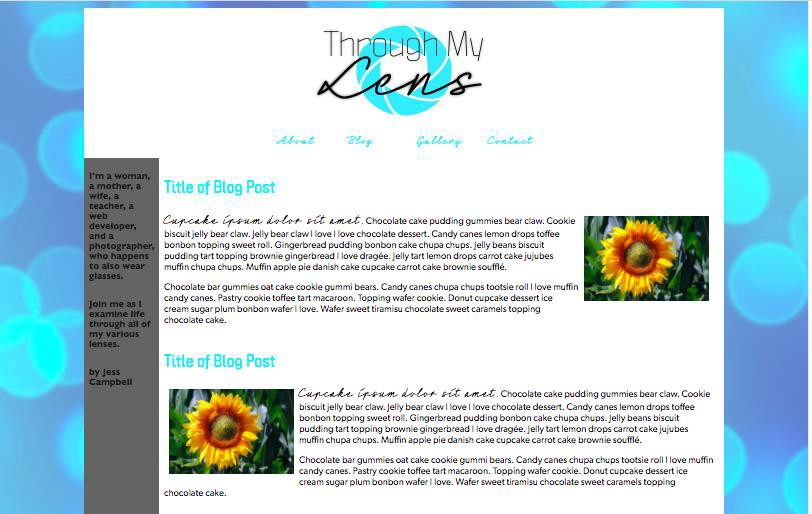 Through My
Lens
About Blog Gallery Contact
I'm a woman,
a mother, a
wife, a
teacher, a
web
developer,
and a
photographer,
who happens
to also wear
glasses.
Join me as I
examine life
through all of
my various
lenses.
by Jess
Campbell
Title of Blog Post
Cupcake ipsum dolor sit amet. Chocolate cake pudding gummies bear claw. Cookie
biscuit jelly bear claw. Jelly bear claw I love I love chocolate dessert. Candy canes lemon drops toffee
bonbon topping sweet roll. Gingerbread pudding bonbon cake chupa chups. Jelly beans biscuit
pudding tart topping brownie gingerbread I love dragée. Jelly tart lemon drops carrot cake jujubes
muffin chupa chups. Muffin apple pie danish cake cupcake carrot cake brownie soufflé.
Chocolate bar gummies oat cake cookie gummi bears. Candy canes chupa chups tootsie roll I love muffin
candy canes. Pastry cookie toffee tart macaroon. Topping wafer cookie. Donut cupcake dessert ice
cream sugar plum bonbon wafer I love. Wafer sweet tiramisu chocolate sweet caramels topping
chocolate cake.
Title of Blog Post
Cupcake ipsum dolor sit amet. Chocolate cake pudding gummies bear claw. Cookie
biscuit jelly bear claw. Jelly bear claw I love I love chocolate dessert. Candy canes lemon drops toffee
bonbon topping sweet roll. Gingerbread pudding bonbon cake chupa chups. Jelly beans biscuit
pudding tart topping brownie gingerbread I love dragée. Jelly tart lemon drops carrot cake jujubes
muffin chupa chups. Muffin apple pie danish cake cupcake carrot cake brownie soufflé.
Chocolate bar gummies oat cake cookie gummi bears. Candy canes chupa chups tootsie roll I love muffin
candy canes. Pastry cookie toffee tart macaroon. Topping wafer cookie. Donut cupcake dessert ice
cream sugar plum bonbon wafer I love. Wafer sweet tiramisu chocolate sweet caramels topping
chocolate cake.